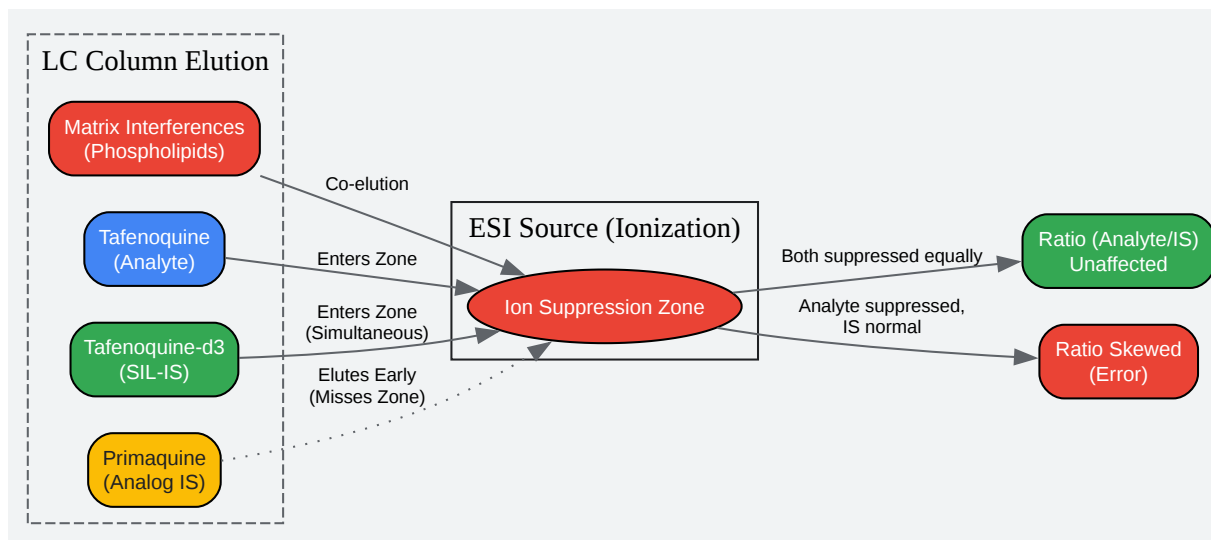 LC Column Elution
Matrix Interferences
(Phospholipids)
Tafenoquine
(Analyte)
Tafenoquine-d3
(SIL-IS)
Primaquine
(Analog IS)
Co-elution
Enters Zone
Enters Zone
(Simultaneous)
Elutes Early
(Misses Zone)
ESI Source (Ionization)
Ion Suppression Zone
Both suppressed equally
Analyte suppressed,
IS normal
Ratio (Analyte/IS)
Unaffected
Ratio Skewed
(Error)